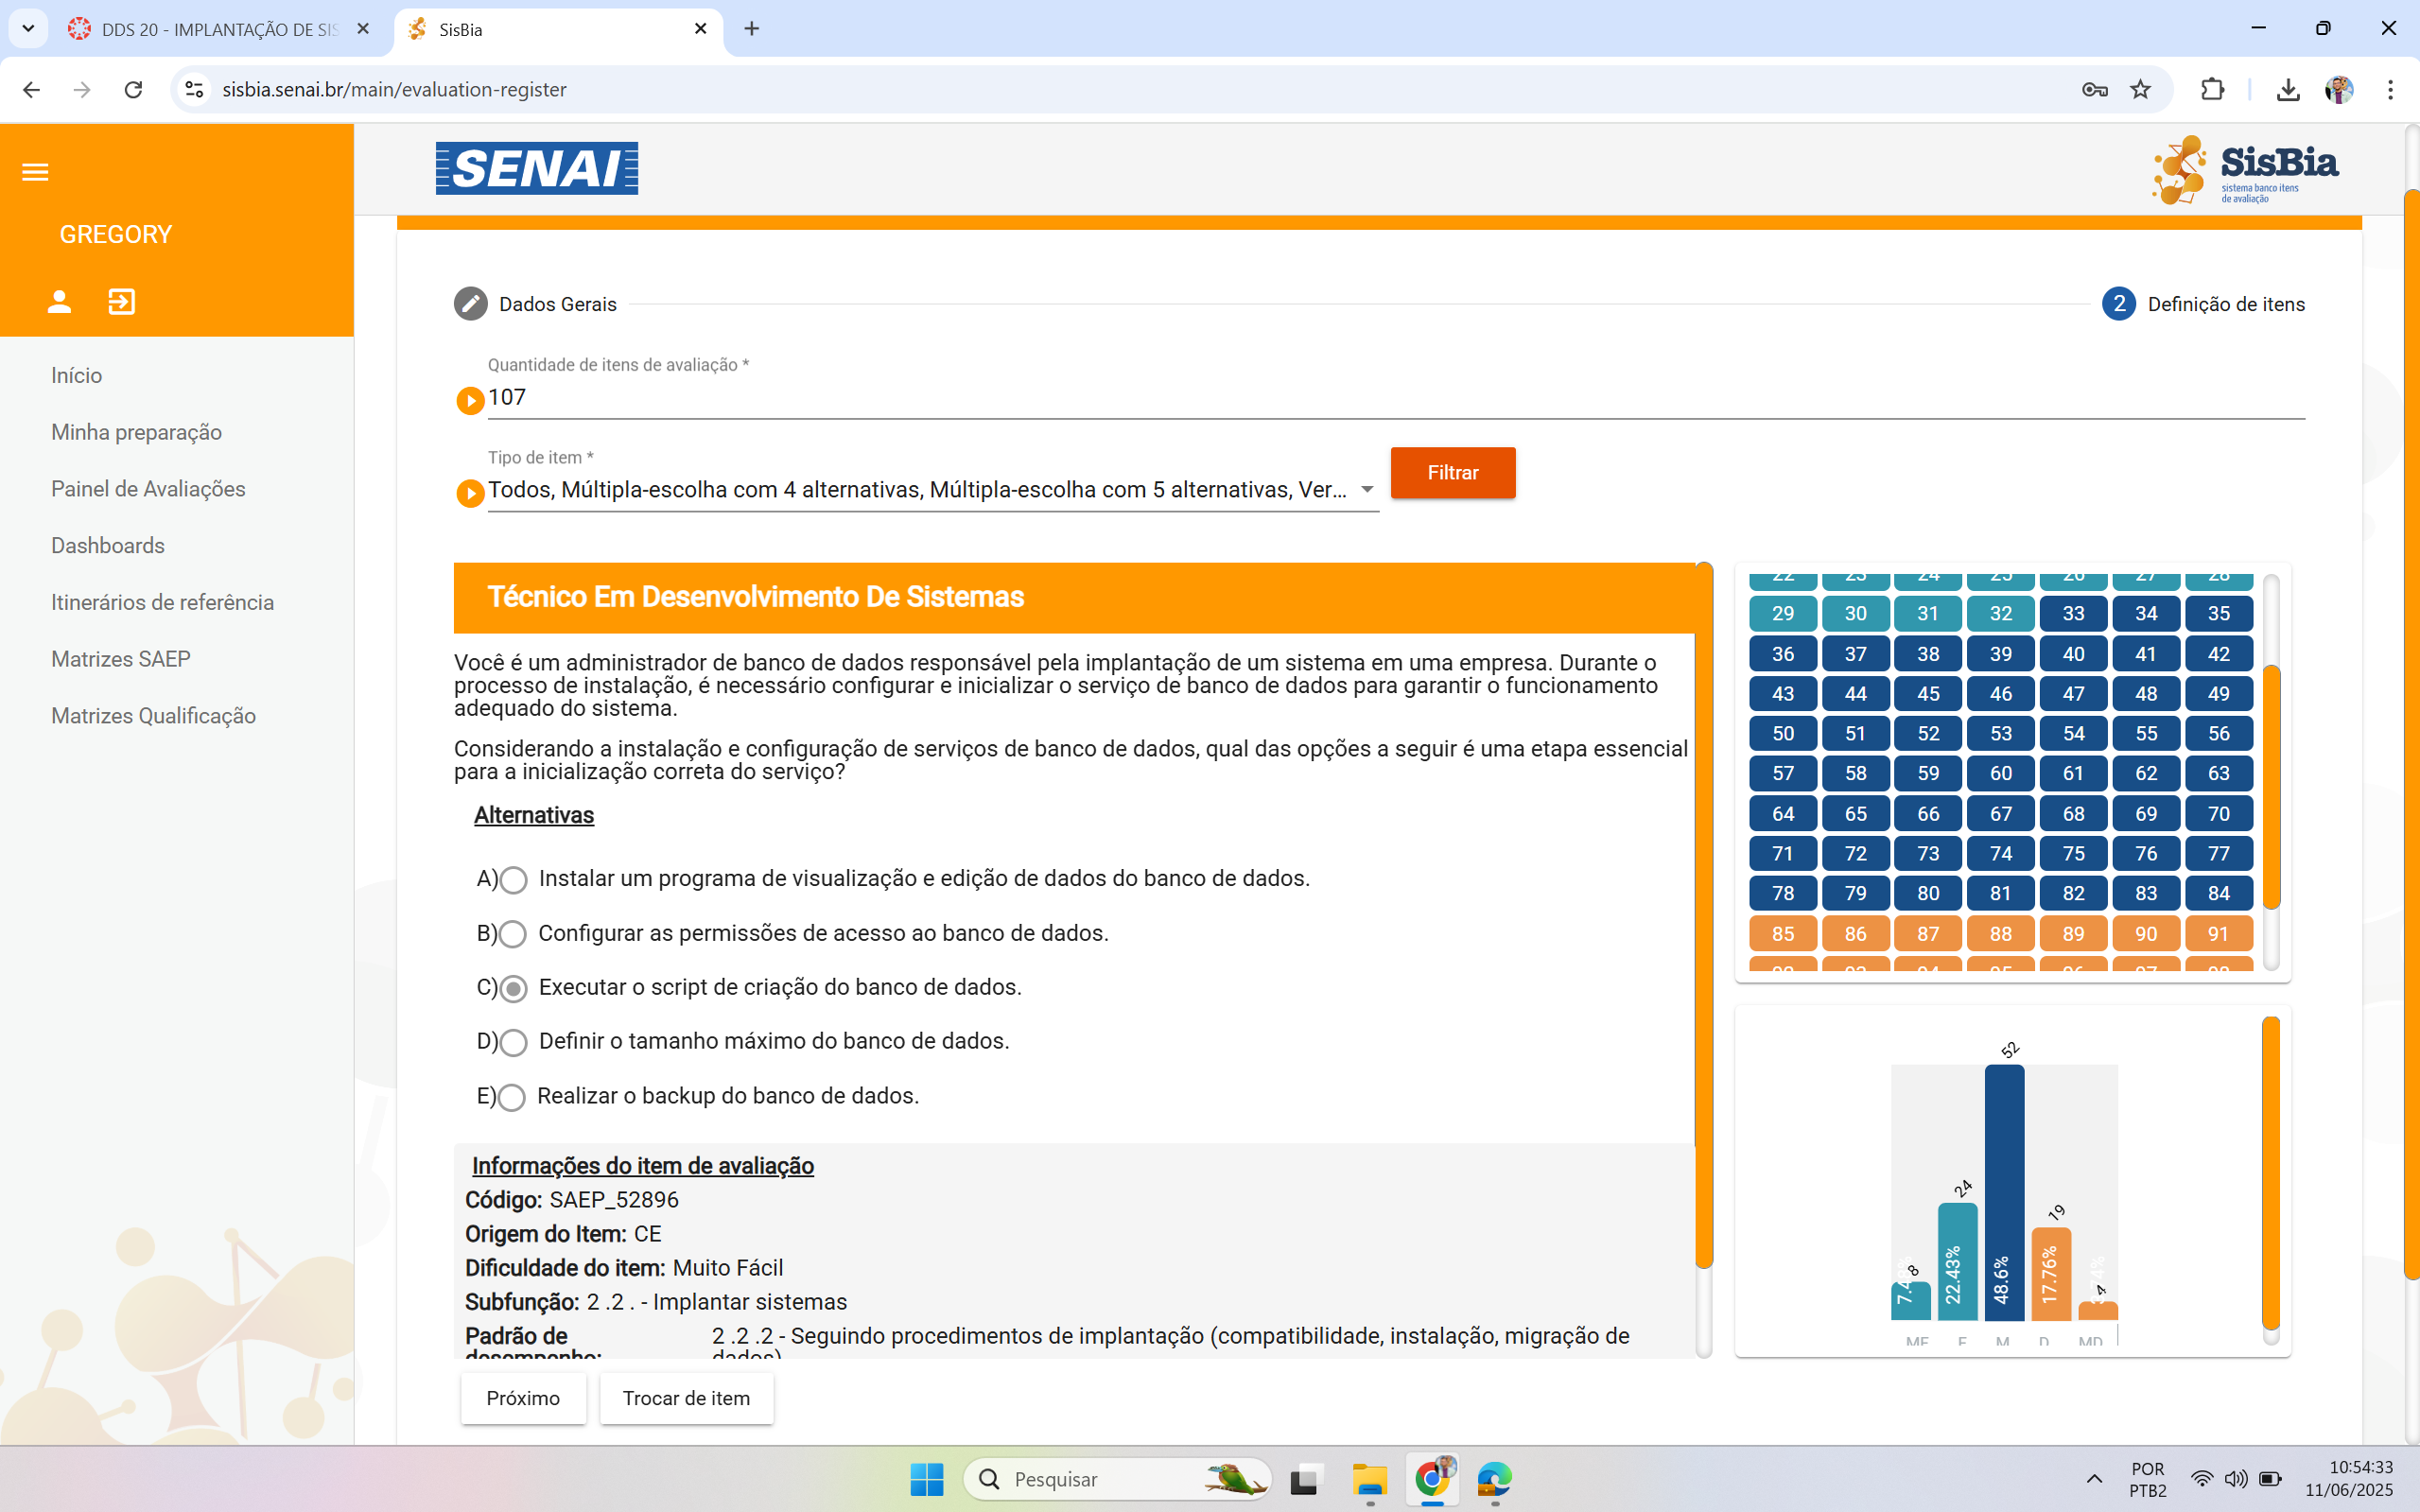 DDS 20 - IMPLANTAÇÃO DE SIS
SisBia
sisbia.senai.br/main/evaluation-register
SENAI
SisBia
sistema banco itens
de avaliação
GREGORY
Início
Minha preparação
Painel de Avaliações
Dashboards
Itinerários de referência
Matrizes SAEP
Matrizes Qualificação
Dados Gerais
2 Definição de itens
Quantidade de itens de avaliação *
107
Tipo de item *
Todos, Múltipla-escolha com 4 alternativas, Múltipla-escolha com 5 alternativas, Ver...
Filtrar
Técnico Em Desenvolvimento De Sistemas
Você é um administrador de banco de dados responsável pela implantação de um sistema em uma empresa. Durante o
processo de instalação, é necessário configurar e inicializar o serviço de banco de dados para garantir o funcionamento
adequado do sistema.
Considerando a instalação e configuração de serviços de banco de dados, qual das opções a seguir é uma etapa essencial
para a inicialização correta do serviço?
Alternativas
A) Instalar um programa de visualização e edição de dados do banco de dados.
B) Configurar as permissões de acesso ao banco de dados.
C) Executar o script de criação do banco de dados.
D) Definir o tamanho máximo do banco de dados.
E) Realizar o backup do banco de dados.
Informações do item de avaliação
Código: SAEP_52896
Origem do Item: CE
Dificuldade do item: Muito Fácil
Subfunção: 2 .2 . - Implantar sistemas
Padrão de 2 .2 .2 - Seguindo procedimentos de implantação (compatibilidade, instalação, migração de
desempenho: dados)
Próximo
Trocar de item
22 23 24 25 26 27 28
29 30 31 32 33 34 35
36 37 38 39 40 41 42
43 44 45 46 47 48 49
50 51 52 53 54 55 56
57 58 59 60 61 62 63
64 65 66 67 68 69 70
71 72 73 74 75 76 77
78 79 80 81 82 83 84
85 86 87 88 89 90 91
92 93 94 95 96 97 98
8 24 52 19 4
22.43% 48.6% 17.76%
MF F M D MD
Pesquisar
POR
PTB2
10:54:33
11/06/2025